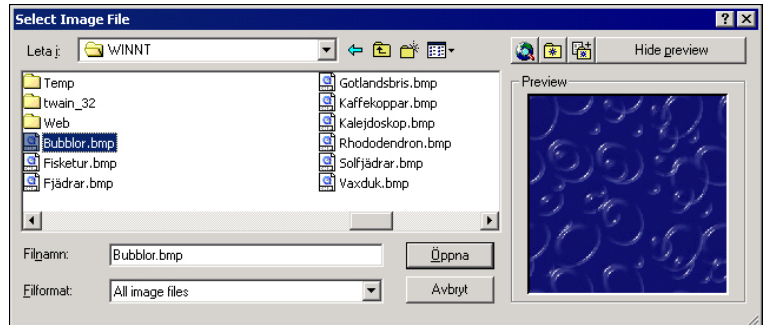 Select Image File
Leta i: WINNT
Hide preview
Temp
twain_32
Web
Bubblor.bmp
Fisketur.bmp
Fjädrar.bmp
Gotlandsbris.bmp
Kaffekoppar.bmp
Kalejdoskop.bmp
Rhododendron.bmp
Solfjädrar.bmp
Vaxduk.bmp
Preview
Filnamn: Bubblor.bmp
Öppna
Filformat: All image files
Avbryt